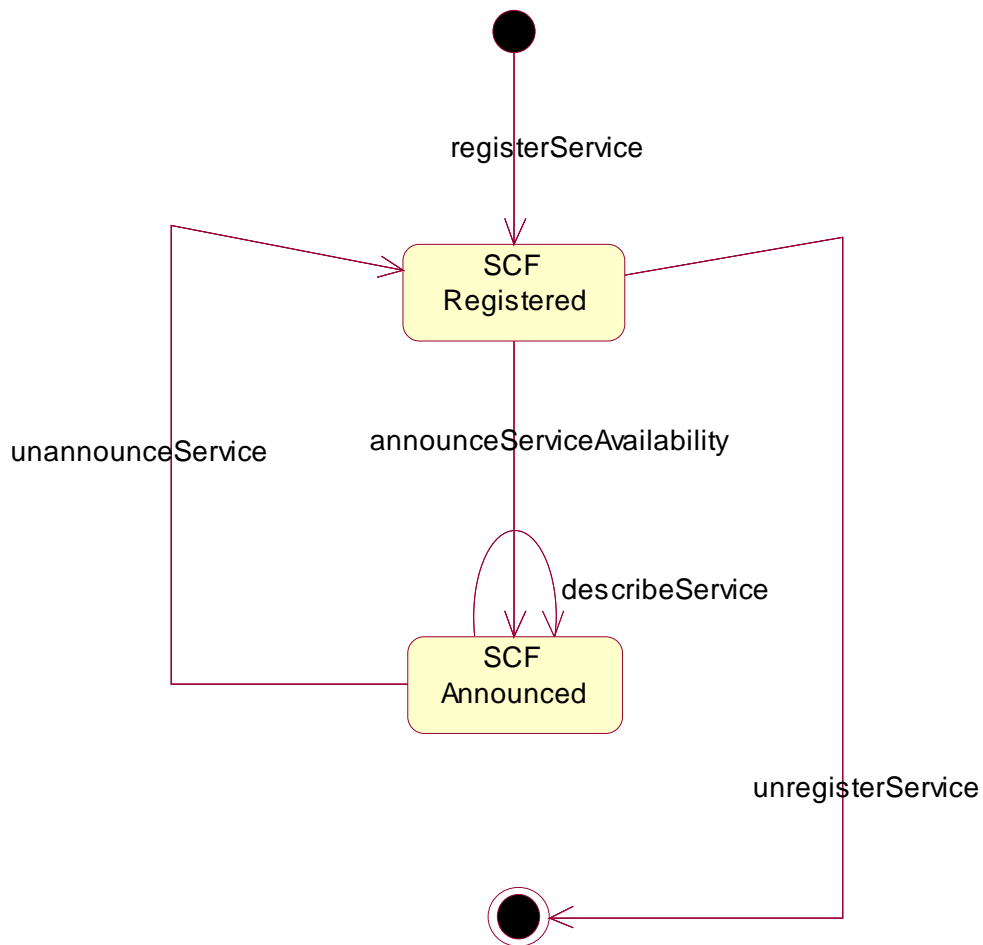 registerService
SCF
Registered
announceServiceAvailability
unannounceService
describeService
SCF
Announced
unregisterService